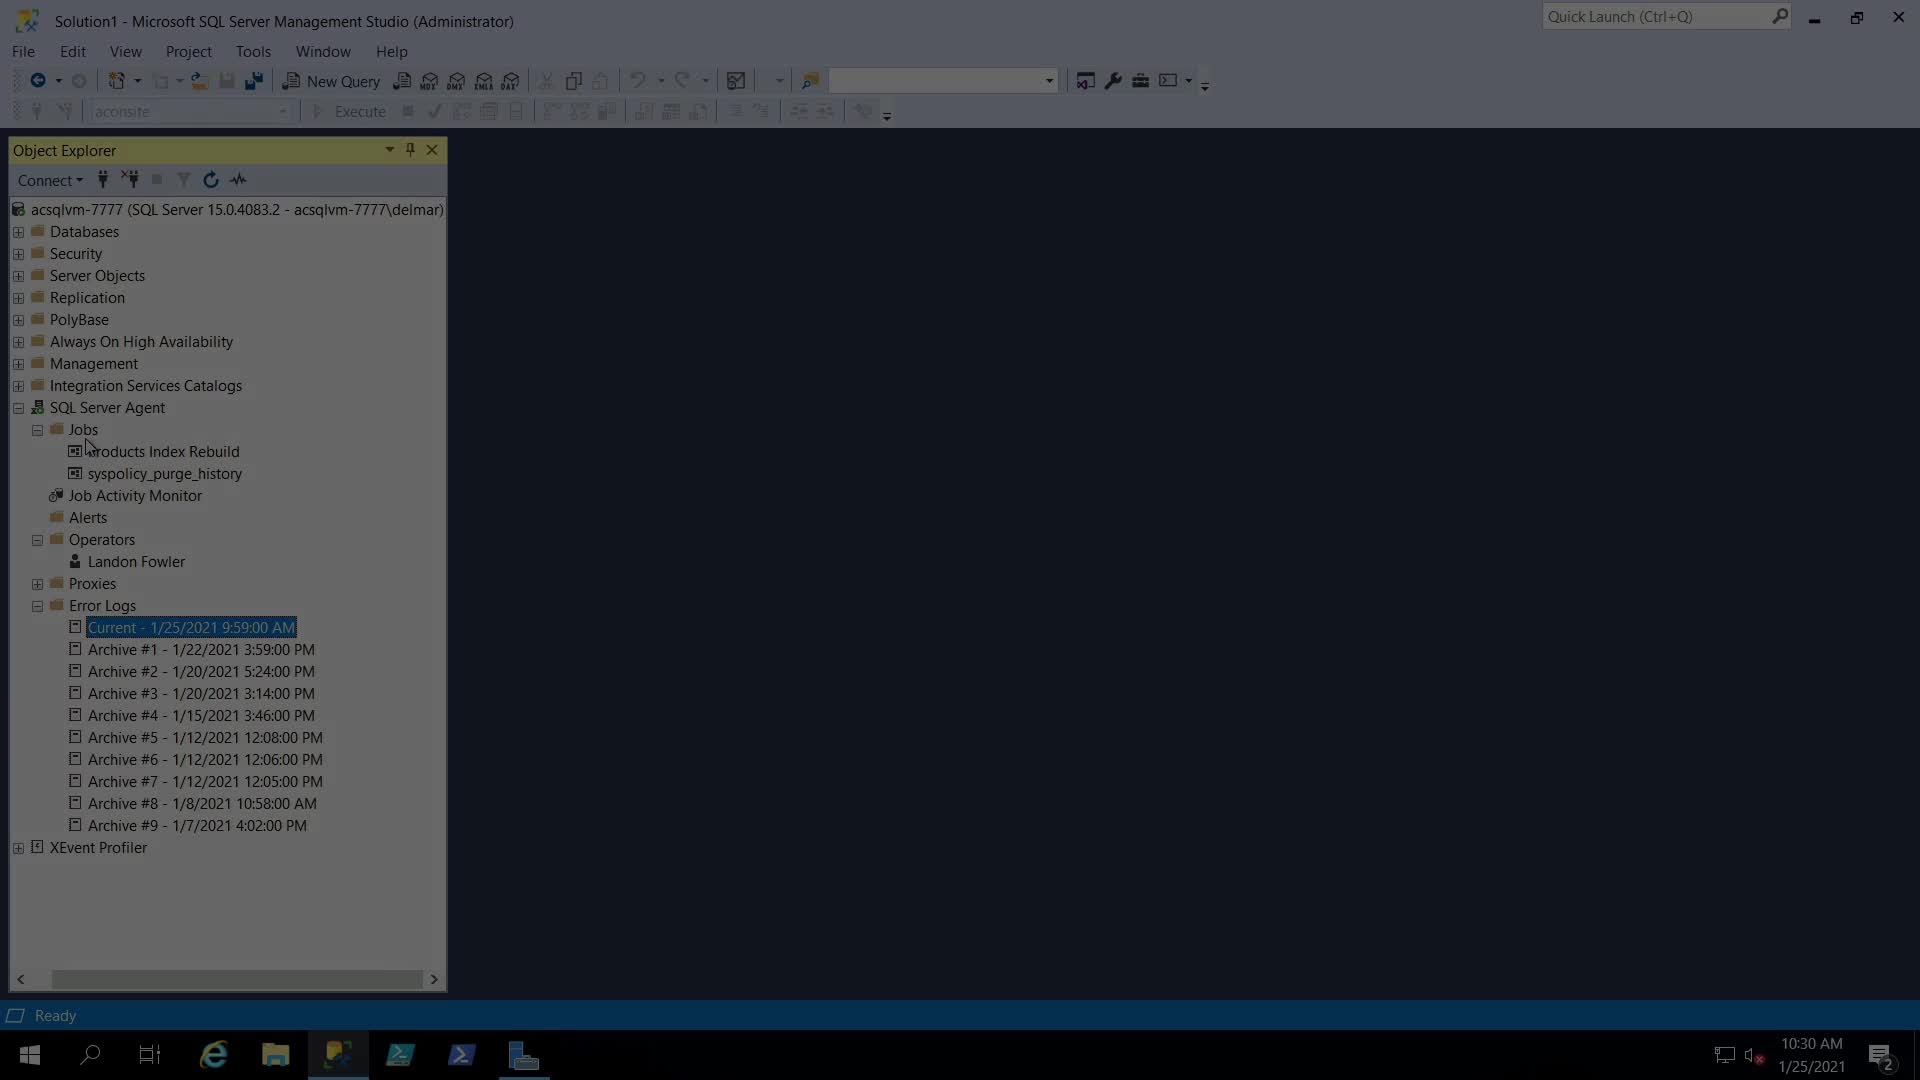 Solution1 - Microsoft SQL Server Management Studio (Administrator)
Quick Launch (Ctrl+Q)
File Edit View Project Tools Window Help
New Query
MDX DMX XMLA DAX
aconsite
Execute
Object Explorer
Connect
acsqlvm-7777 (SQL Server 15.0.4083.2 - acsqlvm-7777\delmar)
Databases
Security
Server Objects
Replication
PolyBase
Always On High Availability
Management
Integration Services Catalogs
SQL Server Agent
Jobs
Products Index Rebuild
syspolicy_purge_history
Job Activity Monitor
Alerts
Operators
Landon Fowler
Proxies
Error Logs
Current - 1/25/2021 9:59:00 AM
Archive #1 - 1/22/2021 3:59:00 PM
Archive #2 - 1/20/2021 5:24:00 PM
Archive #3 - 1/20/2021 3:14:00 PM
Archive #4 - 1/15/2021 3:46:00 PM
Archive #5 - 1/12/2021 12:08:00 PM
Archive #6 - 1/12/2021 12:06:00 PM
Archive #7 - 1/12/2021 12:05:00 PM
Archive #8 - 1/8/2021 10:58:00 AM
Archive #9 - 1/7/2021 4:02:00 PM
XEvent Profiler
Ready
10:30 AM
1/25/2021
2